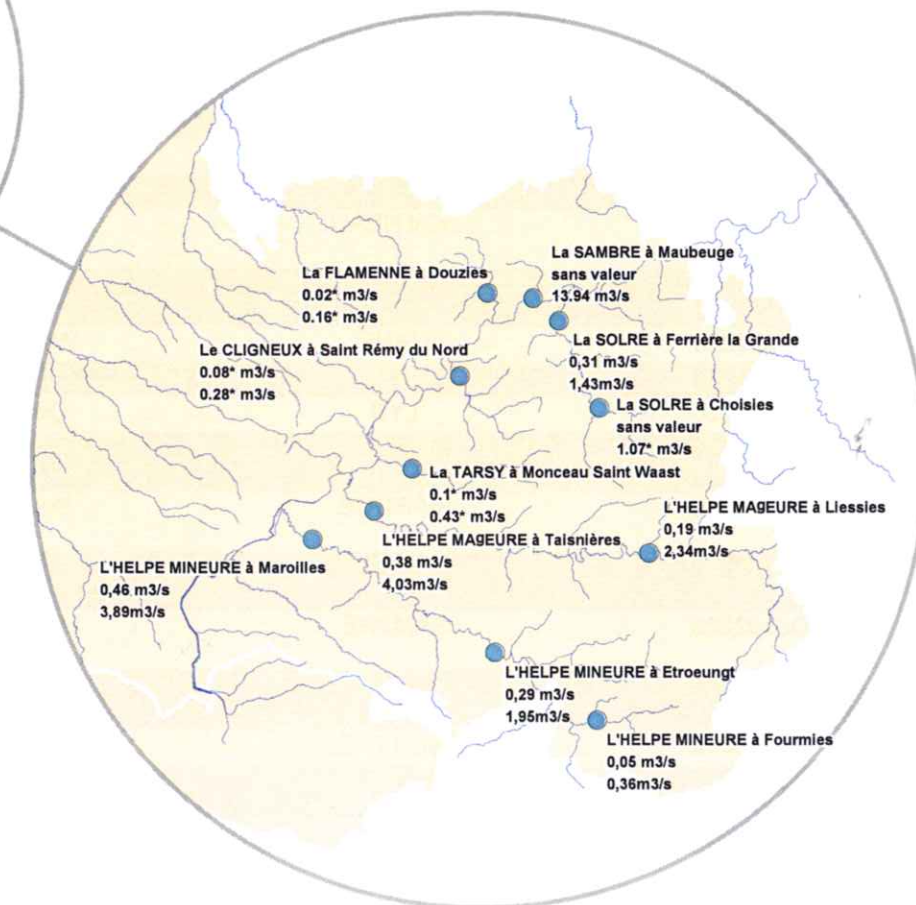 La SAMBRE à Maubeuge
sans valeur
13.94 m3/s
La FLAMENNE à Douzies
0.02* m3/s
0.16* m3/s
La SOLRE à Ferrière la Grande
0,31 m3/s
1,43m3/s
Le CLIGNEUX à Saint Rémy du Nord
0.08* m3/s
0.28* m3/s
La SOLRE à Choisies
sans valeur
1.07* m3/s
La TARSY à Monceau Saint Waast
0.1* m3/s
0.43* m3/s
L'HELPE MAgEURE à Liessies
0,19 m3/s
2,34m3/s
L'HELPE MAgEURE à Taisnières
0,38 m3/s
4,03m3/s
L'HELPE MINEURE à Maroilles
0,46 m3/s
3,89m3/s
L'HELPE MINEURE à Etroeungt
0,29 m3/s
1,95m3/s
L'HELPE MINEURE à Fourmies
0,05 m3/s
0,36m3/s